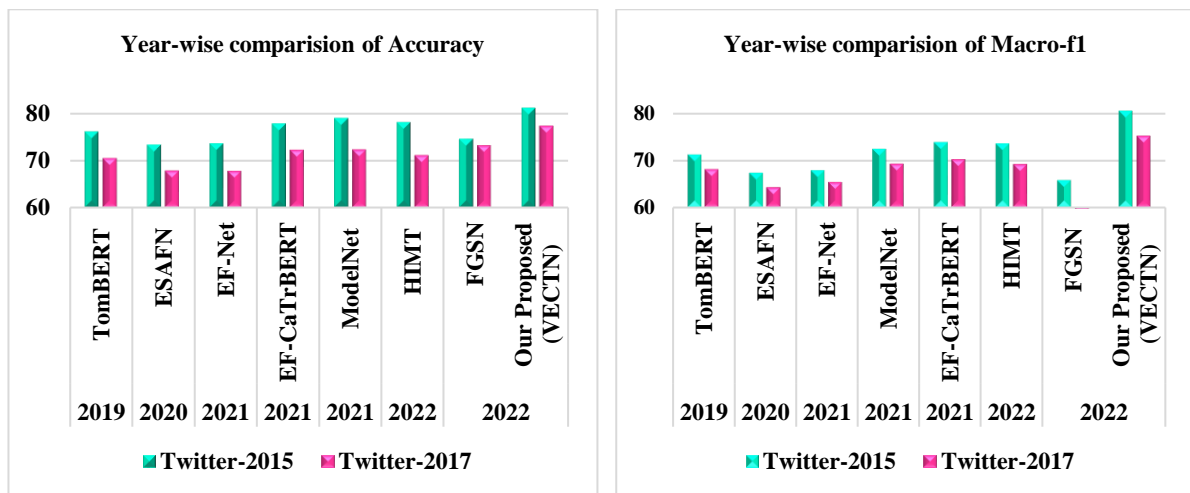 Year-wise comparision of Accuracy
80
70
60
TomBERT
ESAFN
EF-Net
EF-CaTrBERT
ModelNet
HIMT
FGSN
Our Proposed
(VECTN)
2019
2020
2021
2021
2021
2022
2022
Twitter-2015
Twitter-2017
Year-wise comparision of Macro-f1
80
70
60
TomBERT
ESAFN
EF-Net
ModelNet
EF-CaTrBERT
HIMT
FGSN
Our Proposed
(VECTN)
2019
2020
2021
2021
2021
2022
2022
Twitter-2015
Twitter-2017